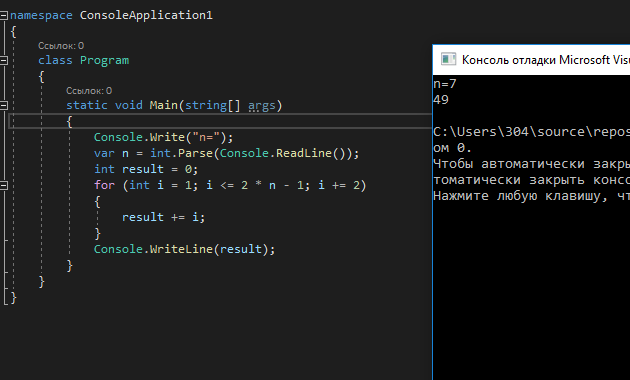 namespace ConsoleApplication1
{
Ссылок: 0
class Program
{
Ссылок: 0
static void Main(string[] args)
{
Console.Write("n=");
var n = int.Parse(Console.ReadLine());
int result = 0;
for (int i = 1; i <= 2 * n - 1; i += 2)
{
result += i;
}
Console.WriteLine(result);
}
}
}
Консоль отладки Microsoft Visu
n=7
49
C:\Users\304\source\repos
ом 0.
Чтобы автоматически закры
томатически закрыть консо
Нажмите любую клавишу, чт